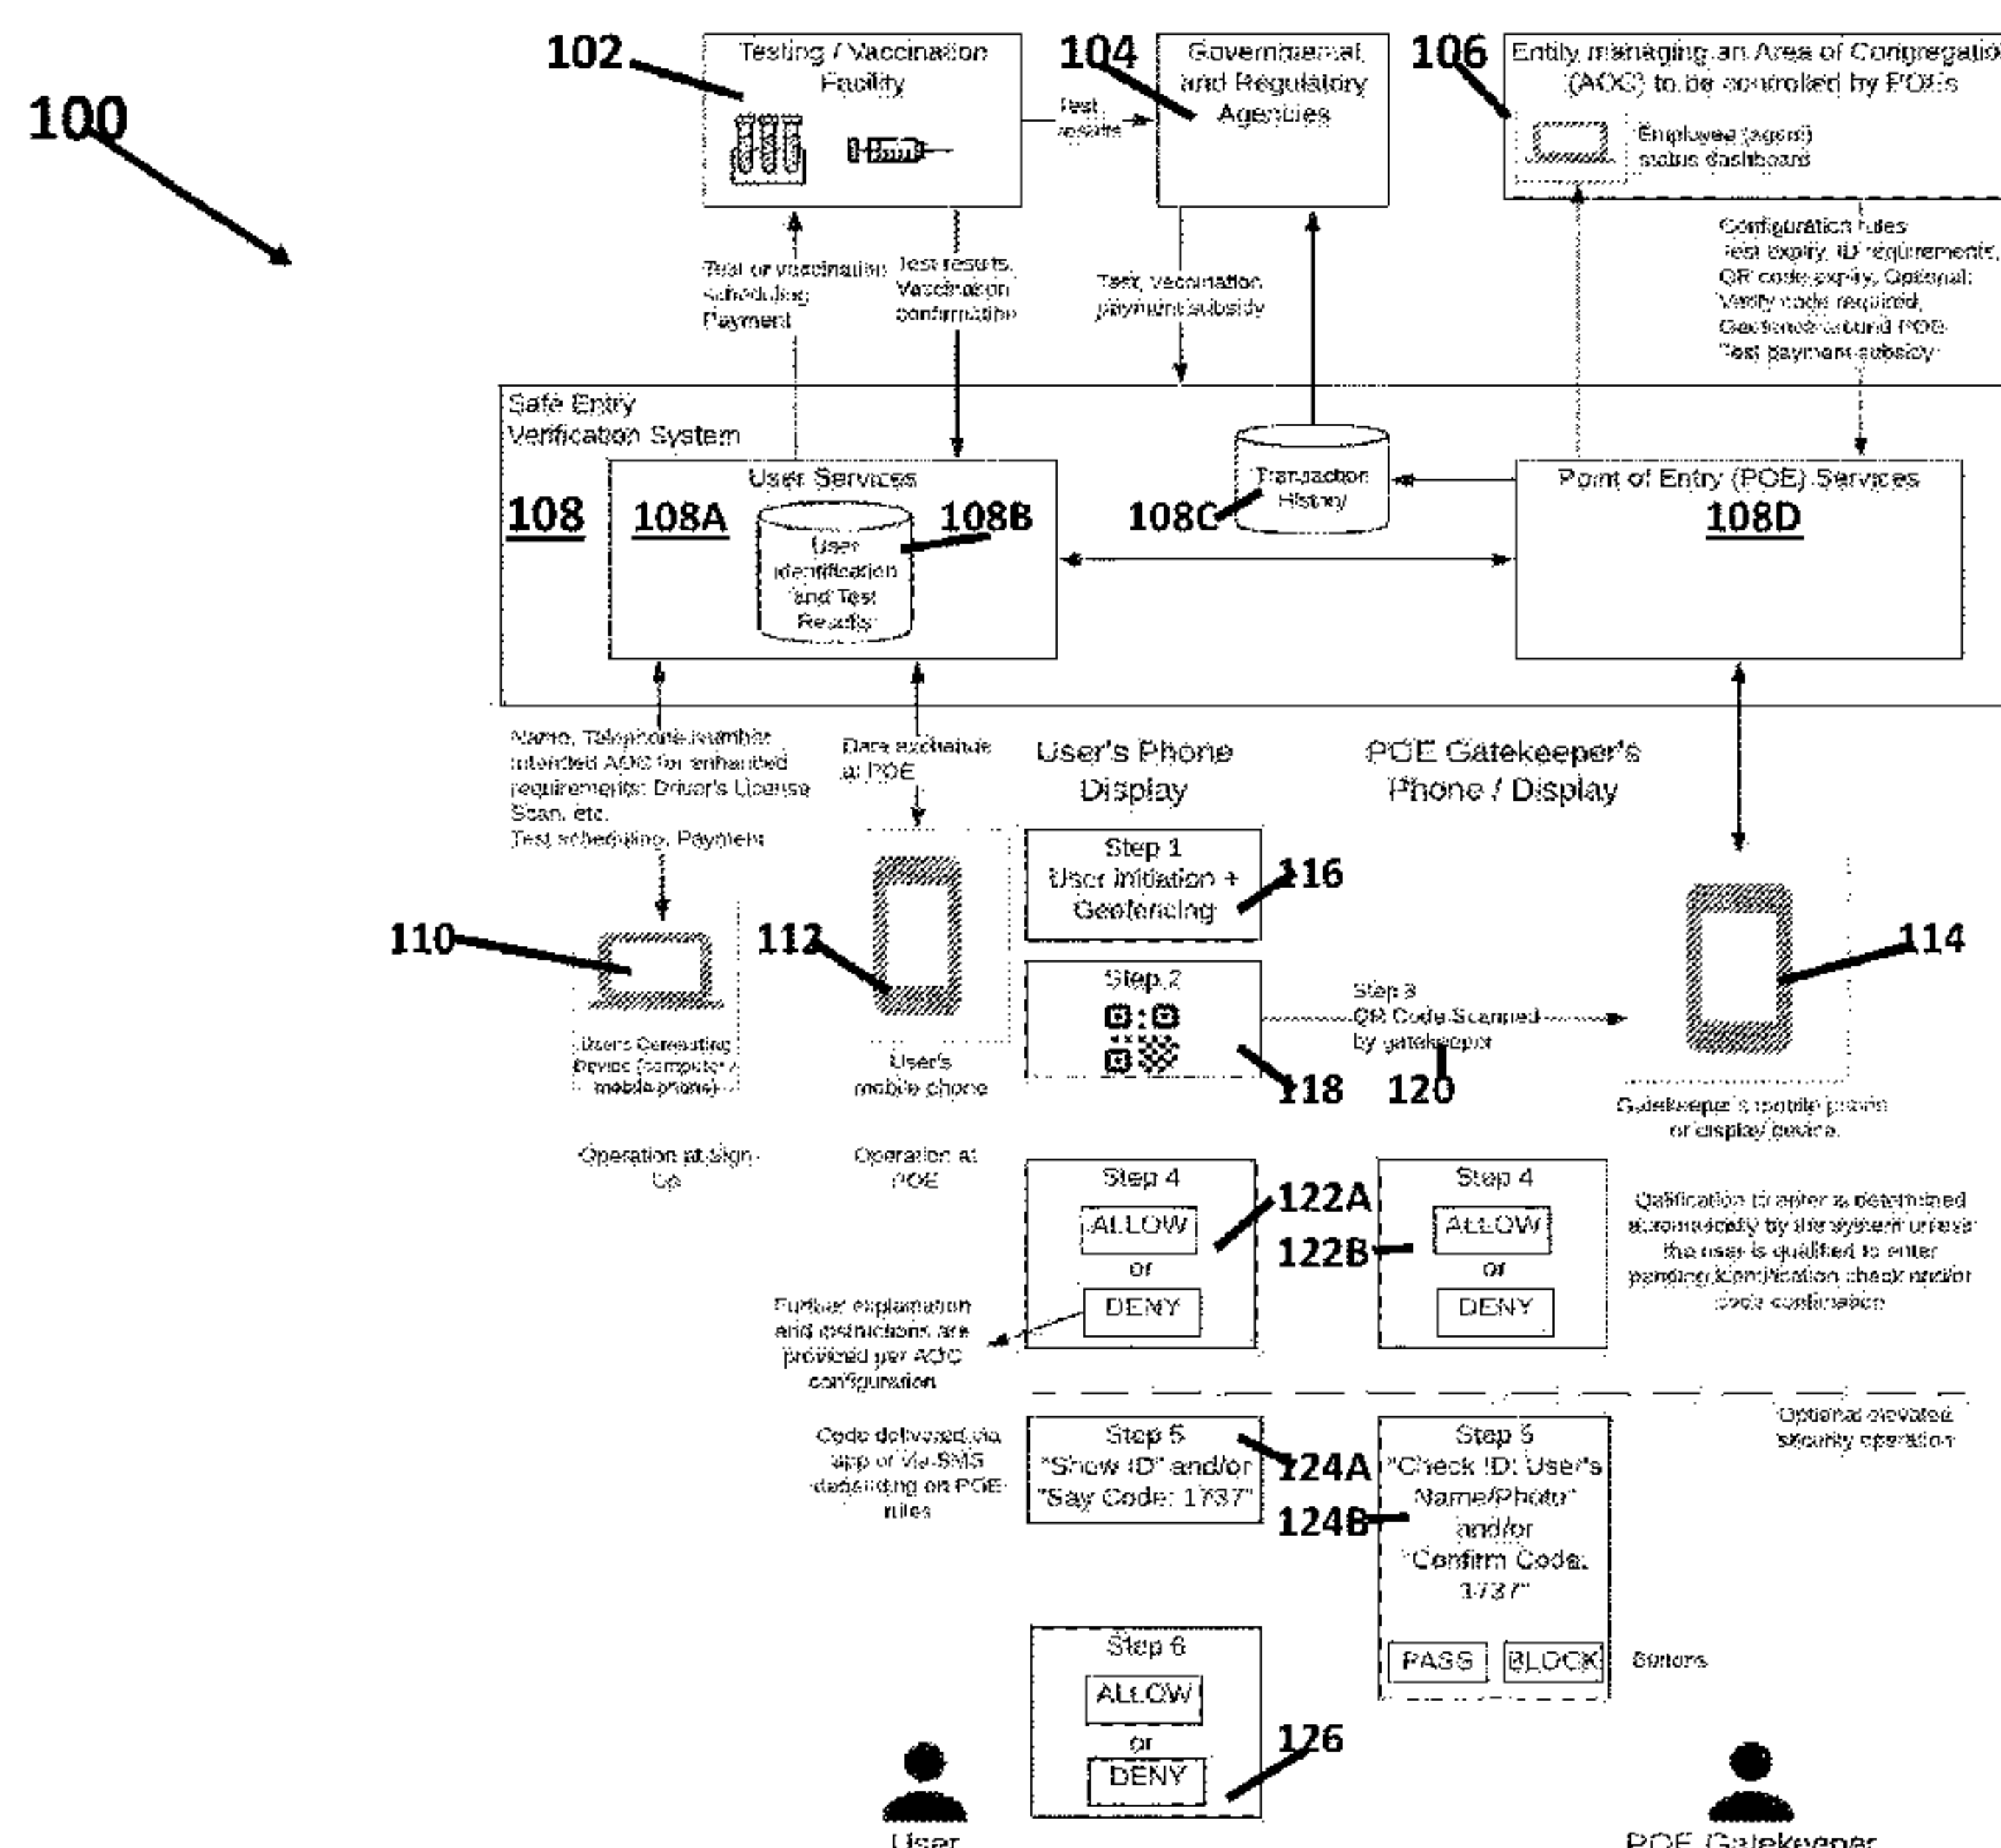 100
102
Testing / Vaccination
Facility
104
Governmental
and Regulatory
Agencies
106
Entity managing an Area of Congregation
(AOC) to be controlled by POEs
Employee (agent)
status dashboard
Test
results
Test or vaccination
scheduling
Payment
Test results,
Vaccination
confirmation
Test, vaccination
payment subsidy
Configuration rules
Test expiry, ID requirements,
QR code expiry, Optional:
Verify code required,
Geofence around POE
Test payment subsidy
Safe Entry
Verification System
108
User Services
108A
108B
User
identification
and Test
Results
108C
Transaction
History
Point of Entry (POE) Services
108D
Name, Telephone Number
Intended AOC for enhanced
requirements: Driver's License
Scan, etc.
Test scheduling, Payment
Data exchange
at POE
User's Phone
Display
POE Gatekeeper's
Phone / Display
110
User's Computing
Device (computer /
mobile phone)
Operation at Sign-
Up
112
User's
mobile phone
Operation at
POE
Step 1
User initiation +
Geofencing
116
Step 2
118
Step 3
QR Code Scanned
by gatekeeper
120
114
Gatekeeper's mobile phone
or display device.
Step 4
ALLOW
or
DENY
122A
122B
Step 4
ALLOW
or
DENY
Qalification to enter is determined
automatically by the system unless
the user is qualified to enter
pending identification check and/or
code confirmation
Further explanation
and instructions are
provided per AOC
configuration
Optional elevated
security operation
Code delivered via
app or via SMS
depending on POE
rules
Step 5
"Show ID" and/or
"Say Code: 1737"
124A
124B
Step 5
"Check ID: User's
Name/Photo"
and/or
"Confirm Code:
1737"
PASS
BLOCK
Buttons
Step 6
ALLOW
or
DENY
126
User
POE Gatekeeper